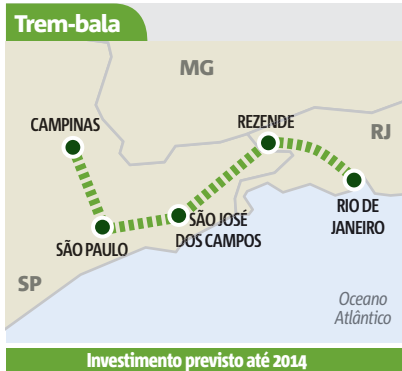 Trem-bala
MG
CAMPINAS
REZENDE
RJ
RIO DE
JANEIRO
SÃO JOSÉ
DOS CAMPOS
SÃO PAULO
SP
Oceano
Atlântico
Investimento previsto até 2014